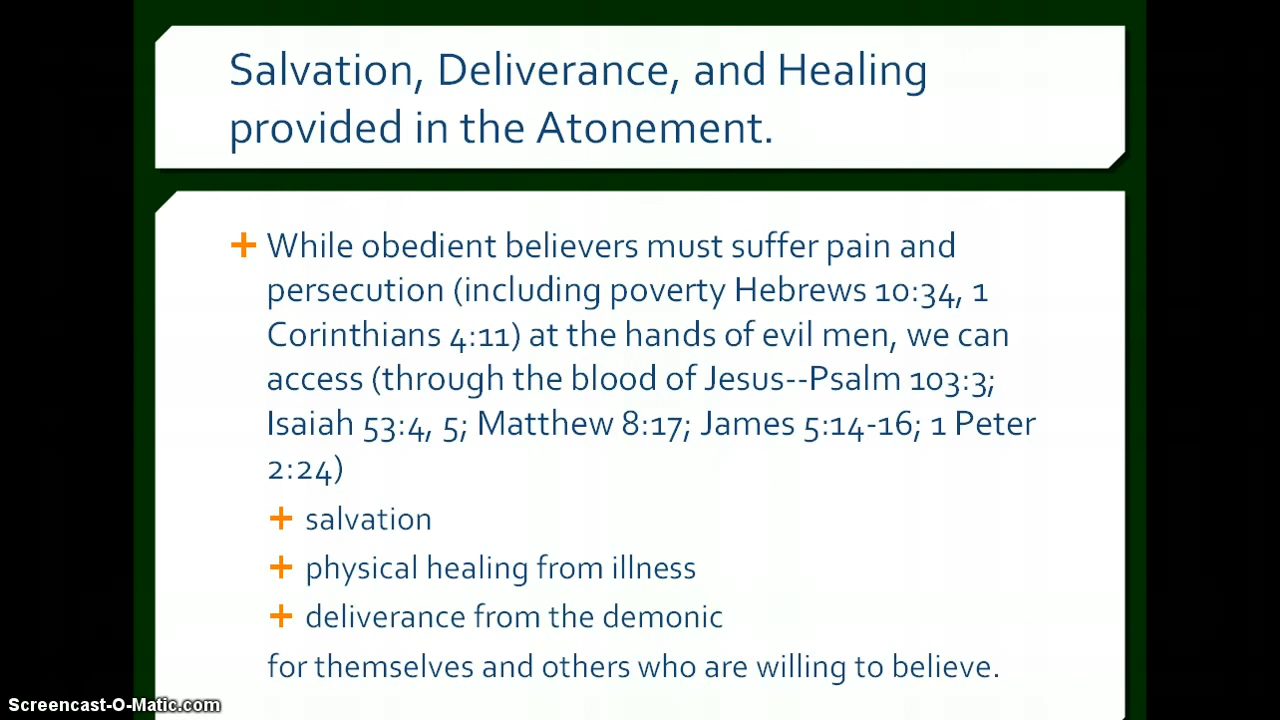 Salvation, Deliverance, and Healing
provided in the Atonement.
While obedient believers must suffer pain and
persecution (including poverty Hebrews 10:34, 1
Corinthians 4:11) at the hands of evil men, we can
access (through the blood of Jesus--Psalm 103:3;
Isaiah 53:4, 5; Matthew 8:17; James 5:14-16; 1 Peter
2:24)
salvation
physical healing from illness
deliverance from the demonic
for themselves and others who are willing to believe.
Screencast-O-Matic.com